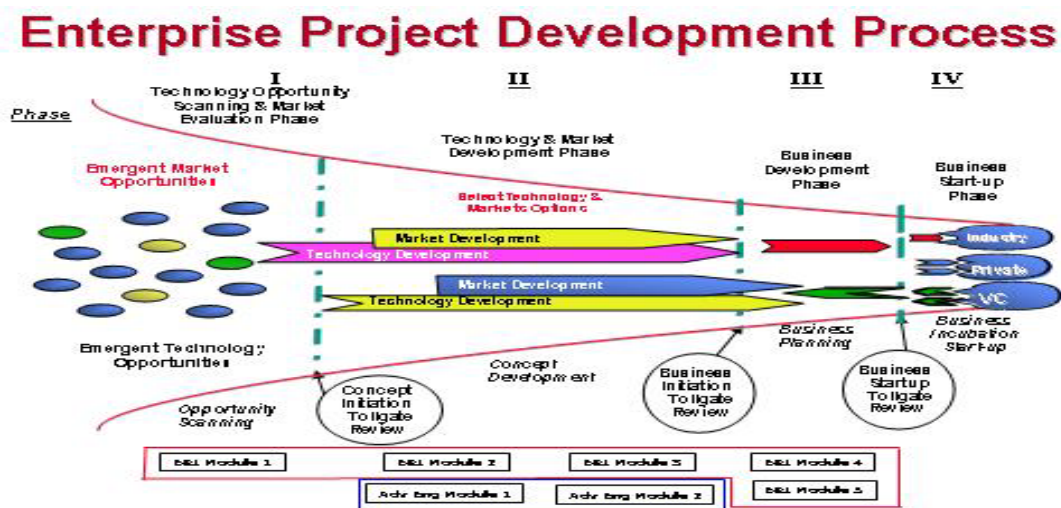 Enterprise Project Development Process
Phase
I
Technology Opportunity
Scanning & Market
Evaluation Phase
II
Technology & Market
Development Phase
III
Business
Development
Phase
IV
Business
Start-up
Phase
Emergent Market
Opportunities
Select Technology &
Markets Options
Market Development
Technology Development
Market Development
Technology Development
Industry
Private
VC
Emergent Technology
Opportunities
Opportunity
Scanning
Concept
Development
Business
Planning
Business
Incubation
Start-up
Concept
Initiation
Tollgate
Review
Business
Initiation
Tollgate
Review
Business
Startup
Tollgate
Review
Module 1
Module 2
Module 3
Module 4
Module 5
Module 1
Module 2